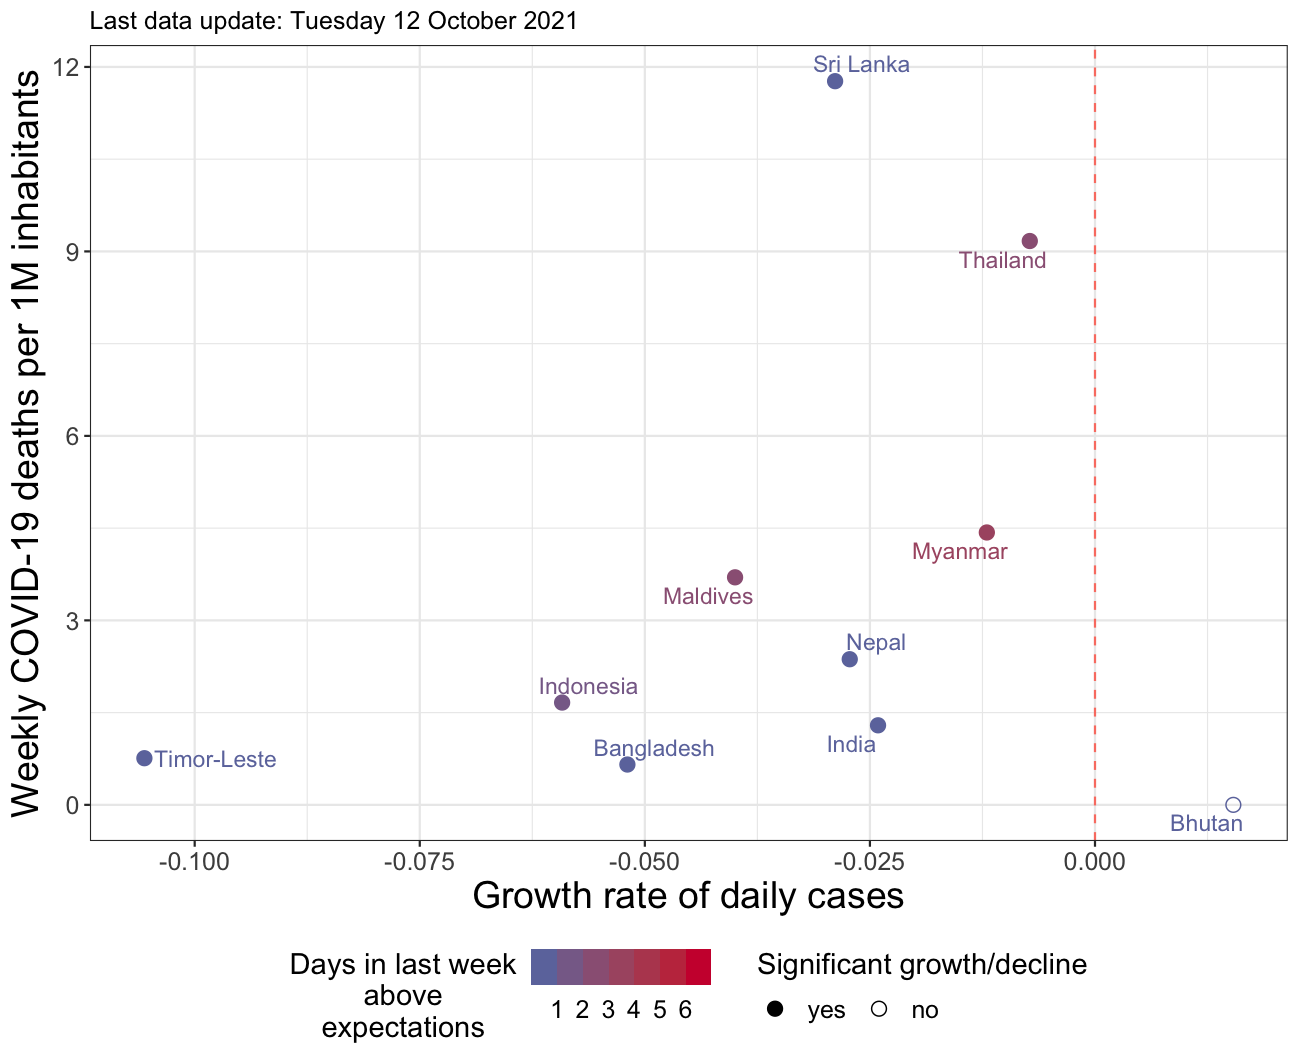 Last data update: Tuesday 12 October 2021
Weekly COVID-19 deaths per 1M inhabitants
12
9
6
3
0
Sri Lanka
Thailand
Myanmar
Maldives
Nepal
Indonesia
India
Bangladesh
Timor-Leste
Bhutan
-0.100 -0.075 -0.050 -0.025 0.000
Growth rate of daily cases
Days in last week
above
expectations
1 2 3 4 5 6
Significant growth/decline
yes no